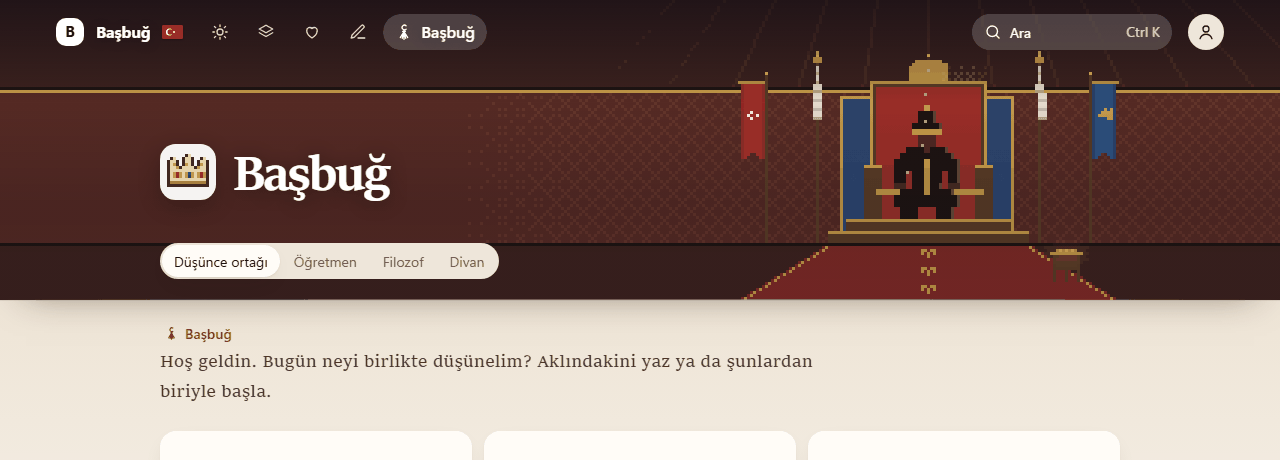 B Başbuğ Başbuğ Ara Ctrl K
Başbuğ
Düşünce ortağı Öğretmen Filozof Divan
Başbuğ
Hoş geldin. Bugün neyi birlikte düşünelim? Aklındakini yaz ya da şunlardan
biriyle başla.